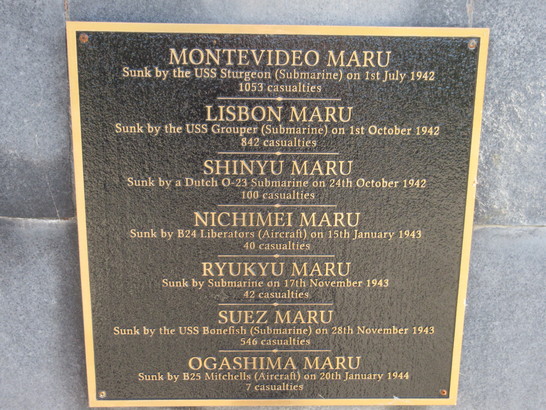 MONTEVIDEO MARU
Sunk by the USS Sturgeon (Submarine) on 1st July 1942
1053 casualties
LISBON MARU
Sunk by the USS Grouper (Submarine) on 1st October 1942
842 casualties
SHINYU MARU
Sunk by a Dutch O-23 Submarine on 24th October 1942
100 casualties
NICHIMEI MARU
Sunk by B24 Liberators (Aircraft) on 15th January 1943
40 casualties
RYUKYU MARU
Sunk by Submarine on 17th November 1943
42 casualties
SUEZ MARU
Sunk by the USS Bonefish (Submarine) on 28th November 1943
546 casualties
OGASHIMA MARU
Sunk by B25 Mitchells (Aircraft) on 20th January 1944
7 casualties